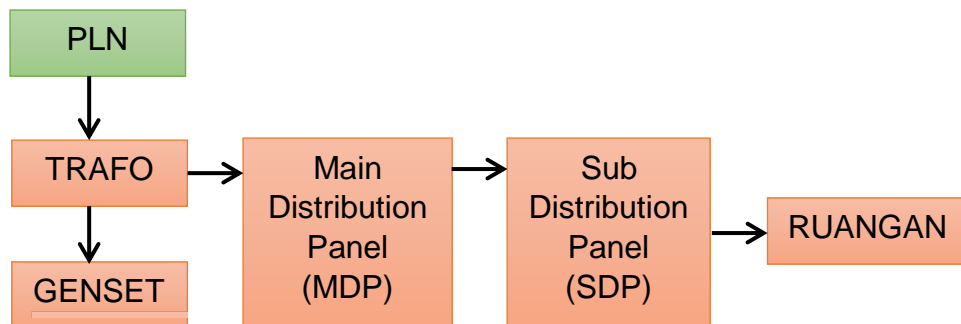 PLN
TRAFO
GENSET
Main
Distribution
Panel
(MDP)
Sub
Distribution
Panel
(SDP)
RUANGAN